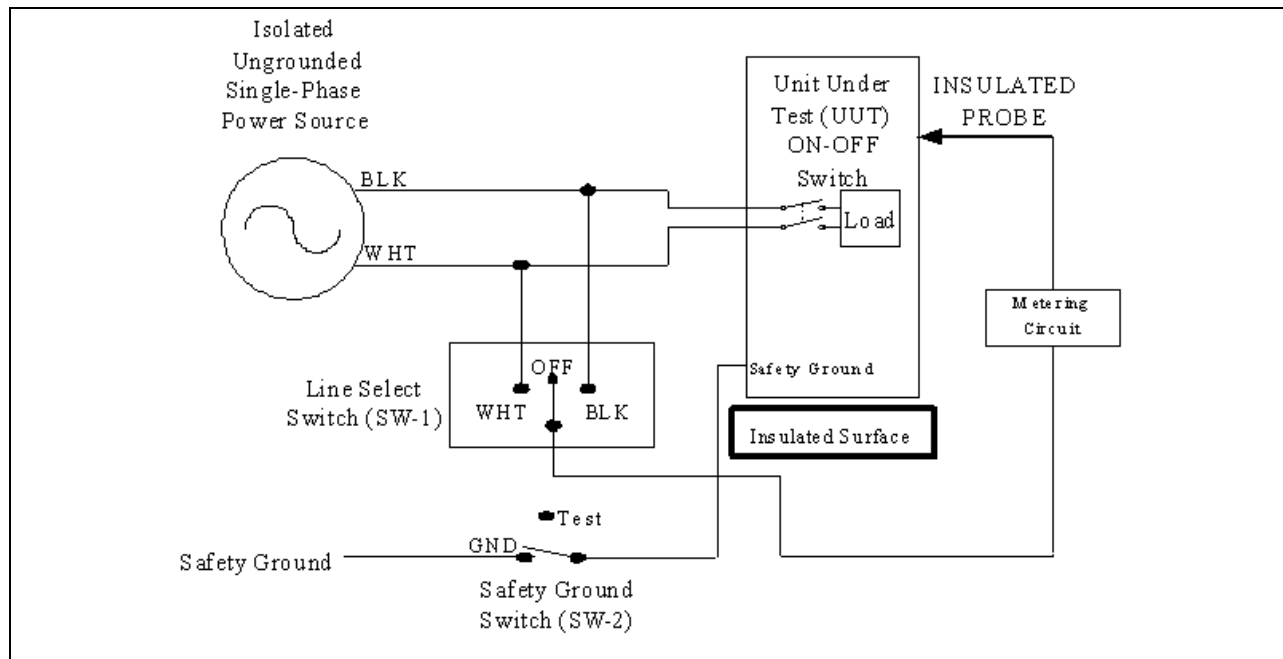 Isolated
Ungrounded
Single-Phase
Power Source
BLK
WHT
Unit Under
Test (UUT)
ON-OFF
Switch
Load
INSULATED
PROBE
Metering
Circuit
Safety Ground
Insulated Surface
Line Select
Switch (SW-1)
OFF
WHT
BLK
Test
GND
Safety Ground
Safety Ground
Switch (SW-2)